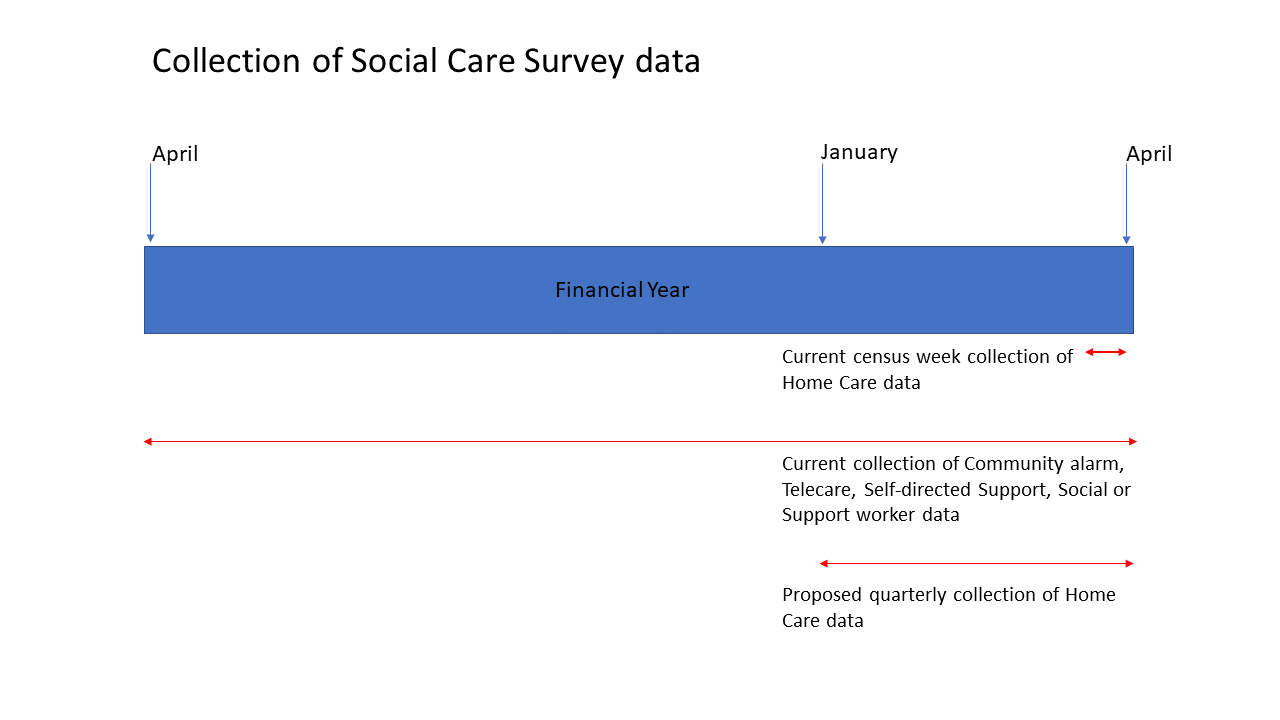 Collection of Social Care Survey data
April
January
April
Financial Year
Current census week collection of
Home Care data
Current collection of Community alarm,
Telecare, Self-directed Support, Social or
Support worker data
Proposed quarterly collection of Home
Care data